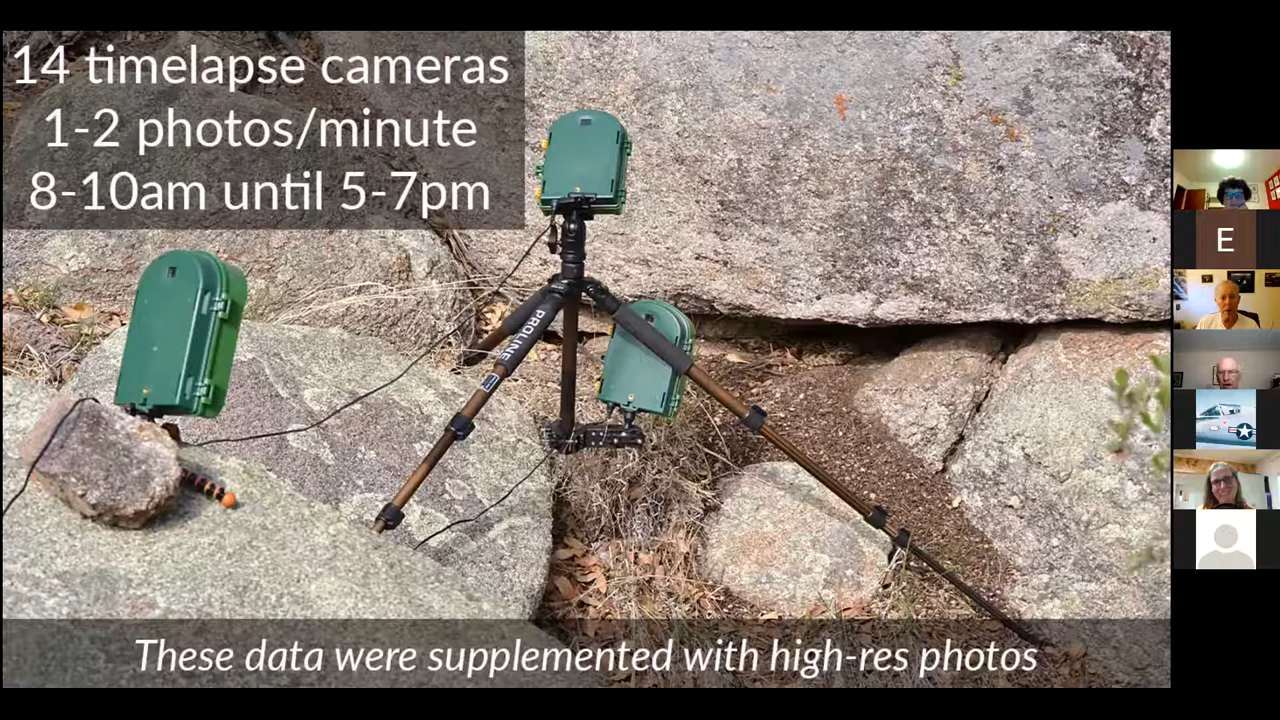 14 timelapse cameras
1-2 photos/minute
8-10am until 5-7pm
PROLINE
E
These data were supplemented with high-res photos